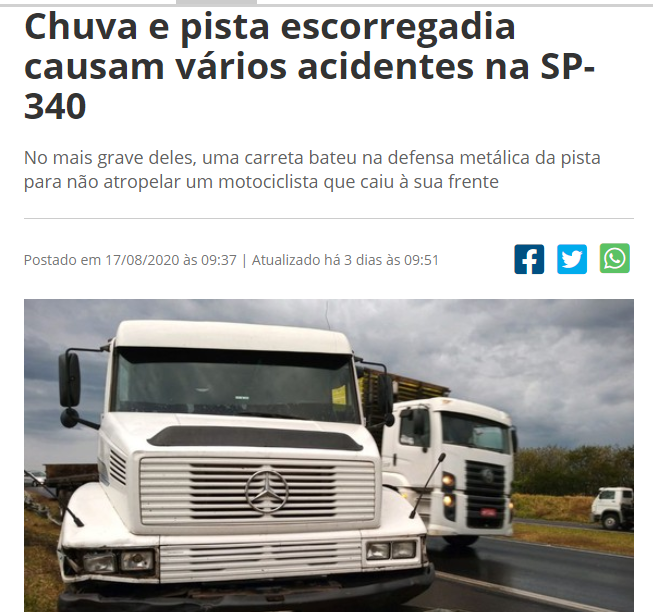 Chuva e pista escorregadia
causam vários acidentes na SP-
340
No mais grave deles, uma carreta bateu na defensa metálica da pista
para não atropelar um motociclista que caiu à sua frente
Postado em 17/08/2020 às 09:37 | Atualizado há 3 dias às 09:51